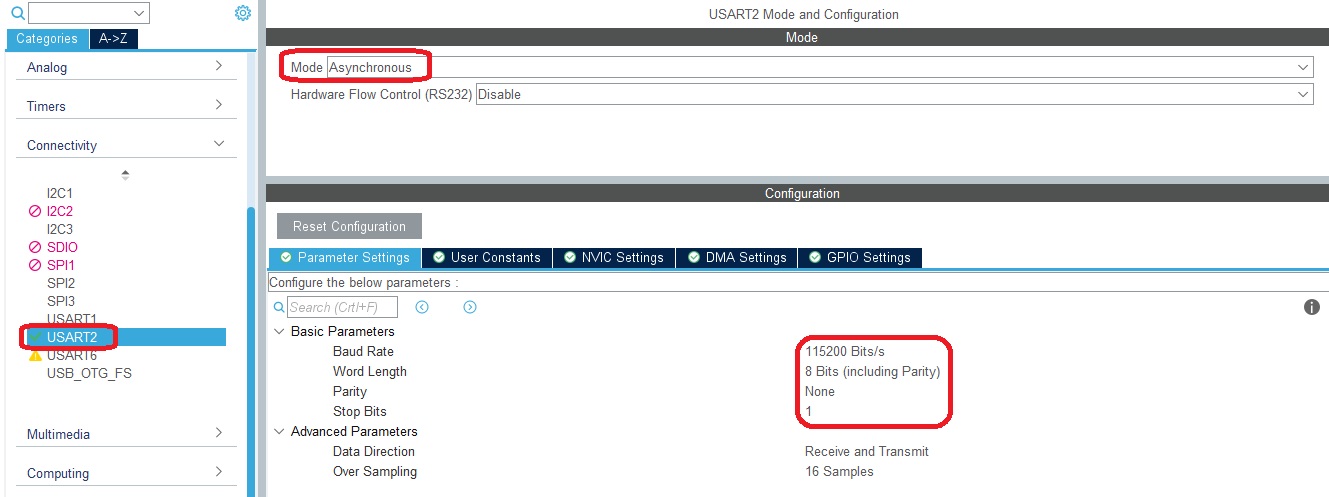 USART2 Mode and Configuration
Categories
A->Z
Mode
Analog
Mode Asynchronous
Timers
Hardware Flow Control (RS232) Disable
Connectivity
I2C1
I2C2
I2C3
SDIO
SPI1
SPI2
SPI3
USART1
USART2
USART6
USB_OTG_FS
Multimedia
Computing
Configuration
Reset Configuration
Parameter Settings
User Constants
NVIC Settings
DMA Settings
GPIO Settings
Configure the below parameters :
Search (CrtI+F)
i
Basic Parameters
Baud Rate 115200 Bits/s
Word Length 8 Bits (including Parity)
Parity None
Stop Bits 1
Advanced Parameters
Data Direction Receive and Transmit
Over Sampling 16 Samples